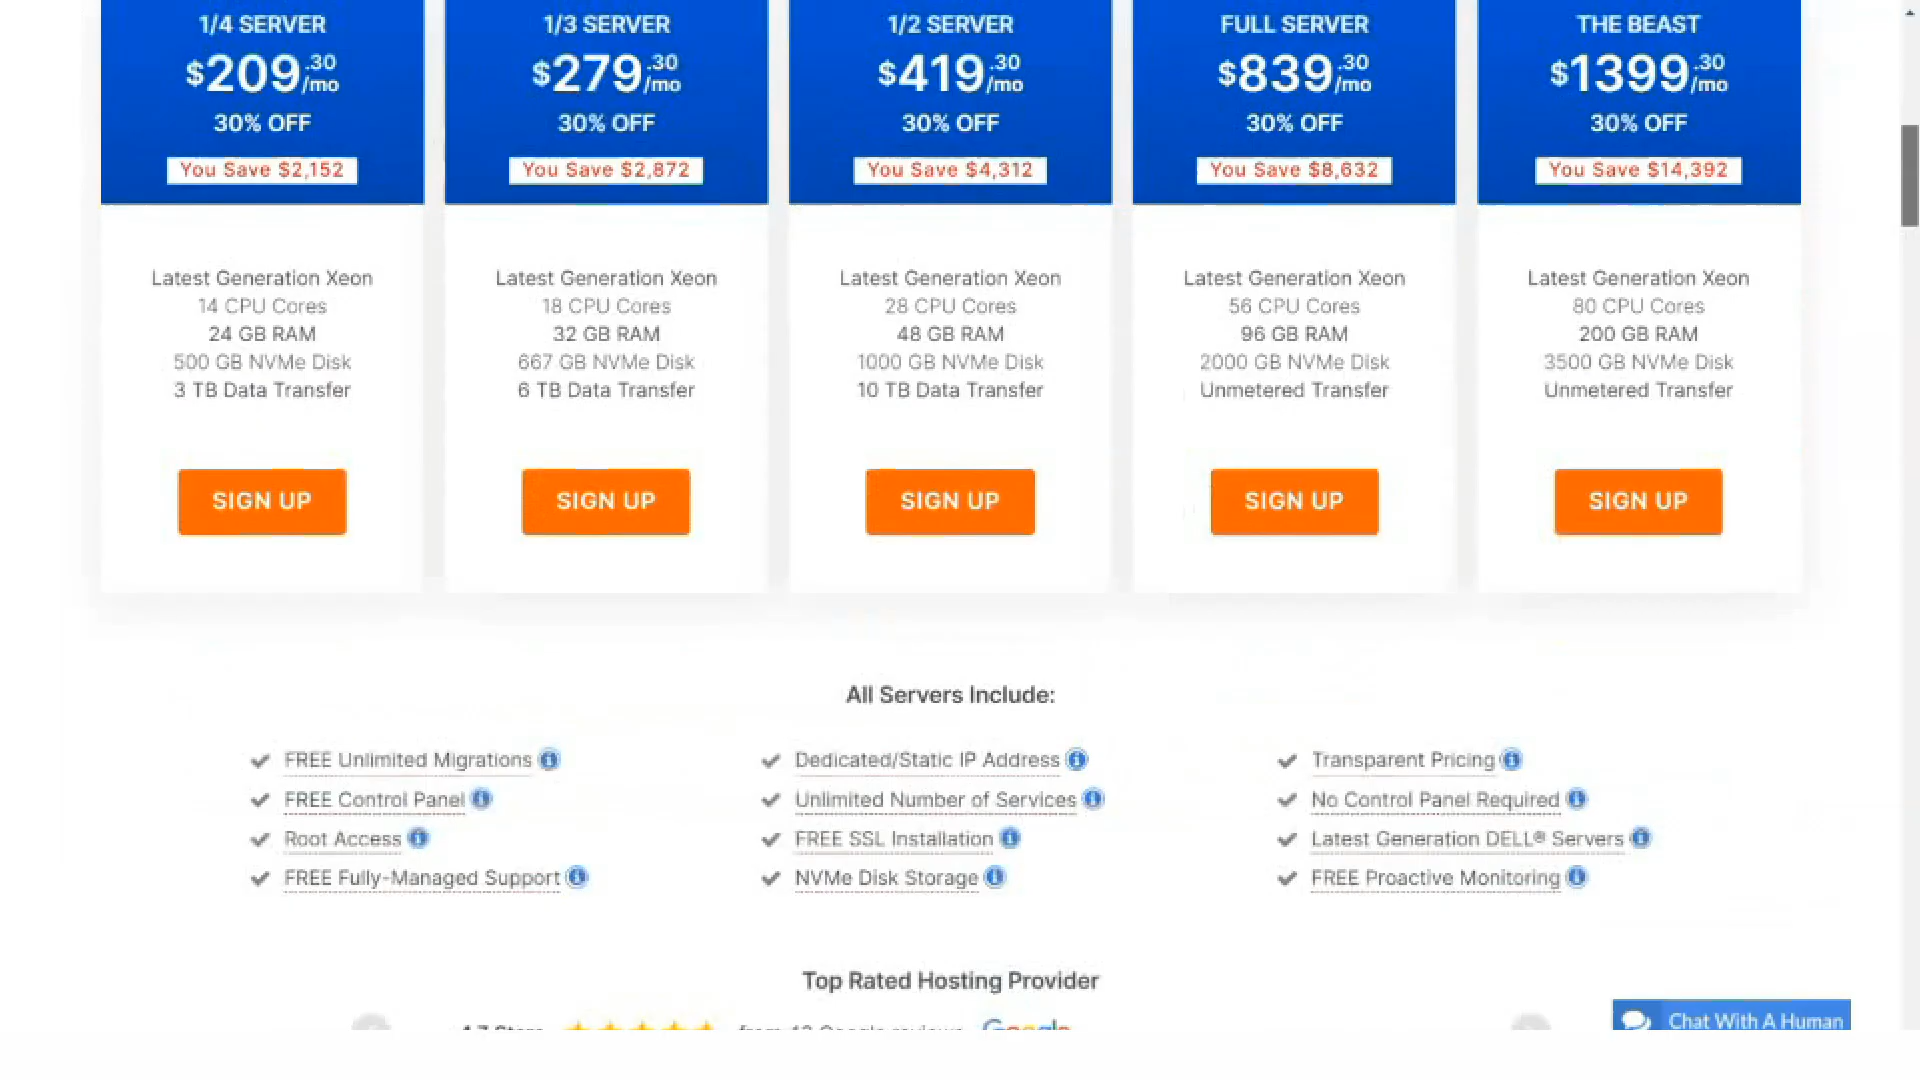 1/4 SERVER
$209.30/mo
30% OFF
You Save $2,152
Latest Generation Xeon
14 CPU Cores
24 GB RAM
500 GB NVMe Disk
3 TB Data Transfer
SIGN UP
1/3 SERVER
$279.30/mo
30% OFF
You Save $2,872
Latest Generation Xeon
18 CPU Cores
32 GB RAM
667 GB NVMe Disk
6 TB Data Transfer
SIGN UP
1/2 SERVER
$419.30/mo
30% OFF
You Save $4,312
Latest Generation Xeon
28 CPU Cores
48 GB RAM
1000 GB NVMe Disk
10 TB Data Transfer
SIGN UP
FULL SERVER
$839.30/mo
30% OFF
You Save $8,632
Latest Generation Xeon
56 CPU Cores
96 GB RAM
2000 GB NVMe Disk
Unmetered Transfer
SIGN UP
THE BEAST
$1399.30/mo
30% OFF
You Save $14,392
Latest Generation Xeon
80 CPU Cores
200 GB RAM
3500 GB NVMe Disk
Unmetered Transfer
SIGN UP
All Servers Include:
FREE Unlimited Migrations
FREE Control Panel
Root Access
FREE Fully-Managed Support
Dedicated/Static IP Address
Unlimited Number of Services
FREE SSL Installation
NVMe Disk Storage
Transparent Pricing
No Control Panel Required
Latest Generation DELL® Servers
FREE Proactive Monitoring
Top Rated Hosting Provider
4.7 Stars from Google reviews Google
Chat With A Human